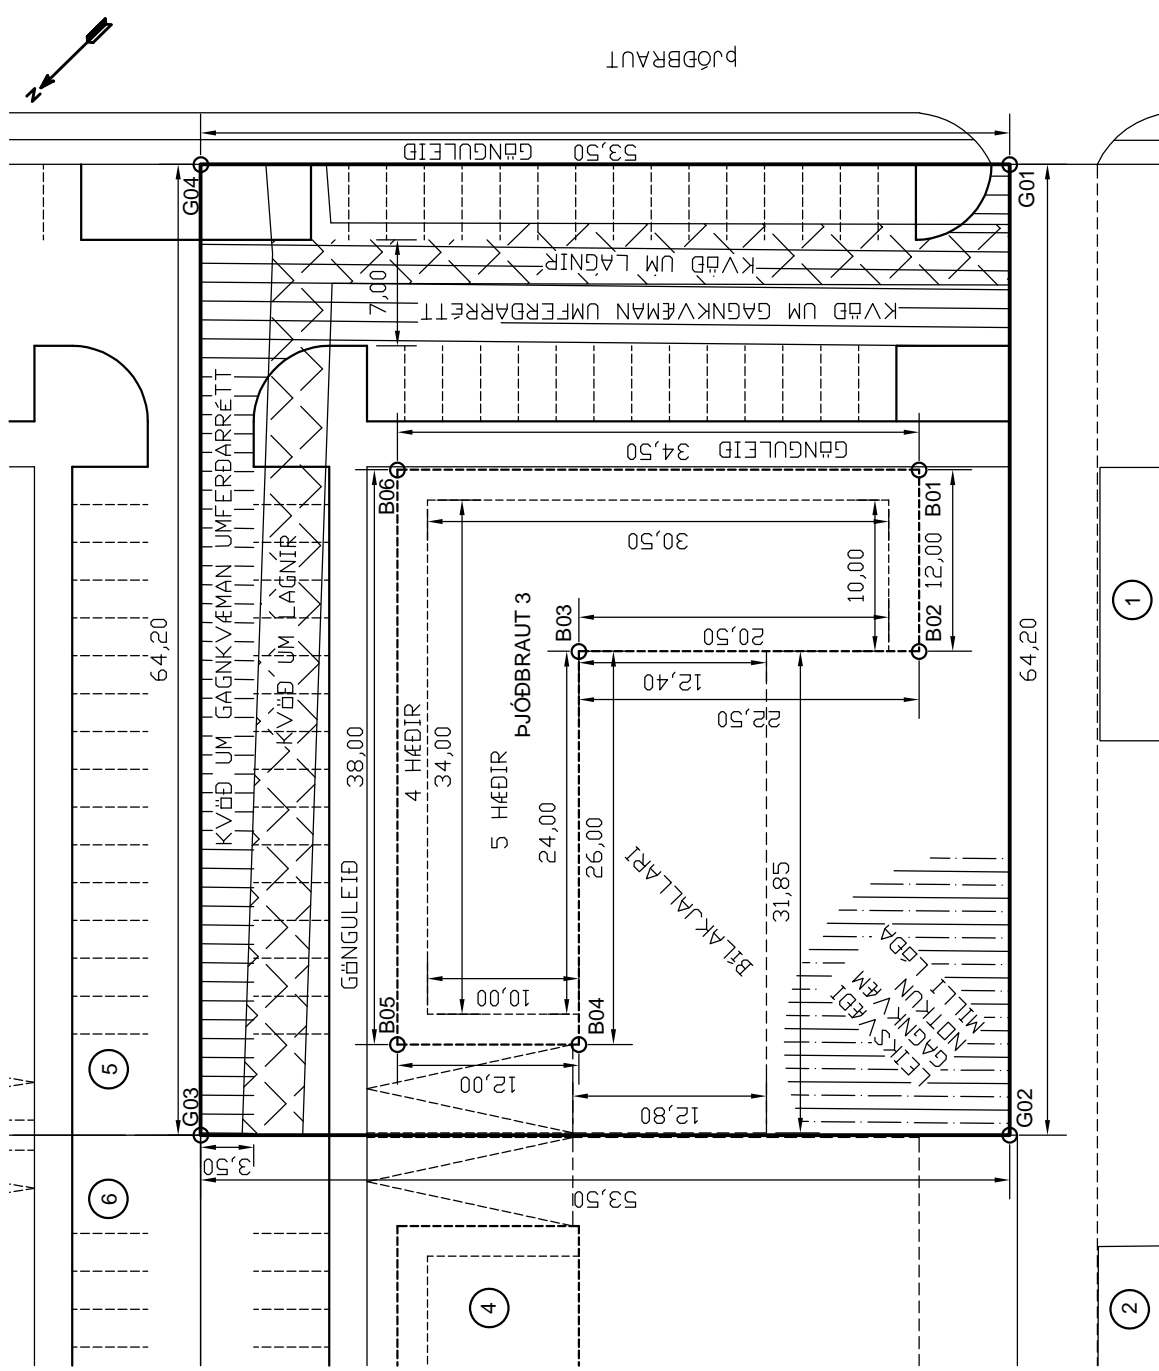 N
ÞJÓÐBRAUT
53,50
GÖNGULEIÐ
G04
G01
KVÖÐ UM LAGNIR
7,00
KVÖÐ UM GAGNKVÆMAN UMFERÐARRÉTT
KVÖÐ UM GAGNKVÆMAN UMFERÐARRÉTT
KVÖÐ UM LAGNIR
64,20
GÖNGULEIÐ
34,50
B06
B01
30,50
10,00
12,00
B03
B02
20,50
12,40
22,50
ÞJÓÐBRAUT 3
38,00
4 HÆÐIR
34,00
5 HÆÐIR
24,00
26,00
64,20
1
BÍLAKJALLARI
31,85
GÖNGULEIÐ
10,00
B05
B04
LEIKSVÆÐI
GAGNKVÆM
NOTKUN LÓÐA
MILLI
5
12,00
12,80
G03
G02
3,50
53,50
6
4
2